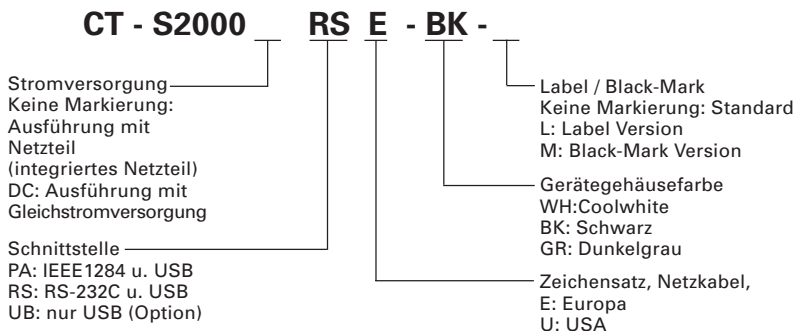 CT - S2000 __ RS E - BK - __
Stromversorgung
Keine Markierung:
Ausführung mit
Netzteil
(integriertes Netzteil)
DC: Ausführung mit
Gleichstromversorgung
Schnittstelle
PA: IEEE1284 u. USB
RS: RS-232C u. USB
UB: nur USB (Option)
Label / Black-Mark
Keine Markierung: Standard
L: Label Version
M: Black-Mark Version
Gerätegehäusefarbe
WH:Coolwhite
BK: Schwarz
GR: Dunkelgrau
Zeichensatz, Netzkabel,
E: Europa
U: USA